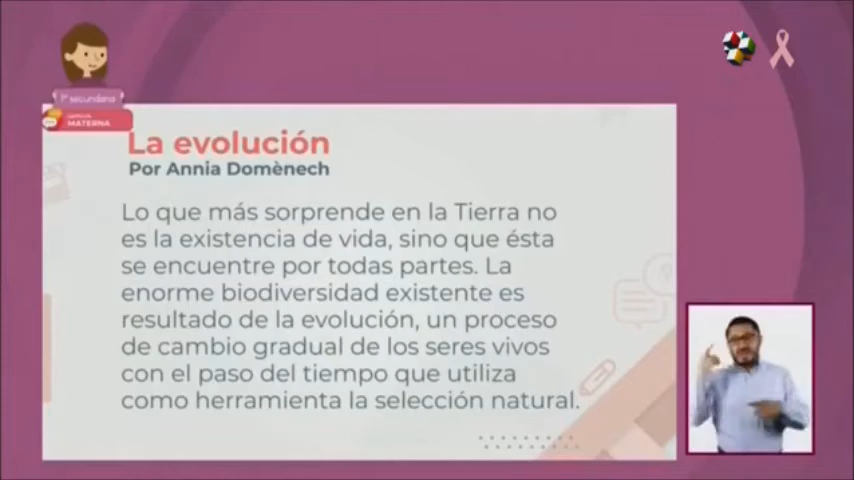 1° secundaria
LENGUA
MATERNA
La evolución
Por Annia Domènech
Lo que más sorprende en la Tierra no
es la existencia de vida, sino que ésta
se encuentre por todas partes. La
enorme biodiversidad existente es
resultado de la evolución, un proceso
de cambio gradual de los seres vivos
con el paso del tiempo que utiliza
como herramienta la selección natural.